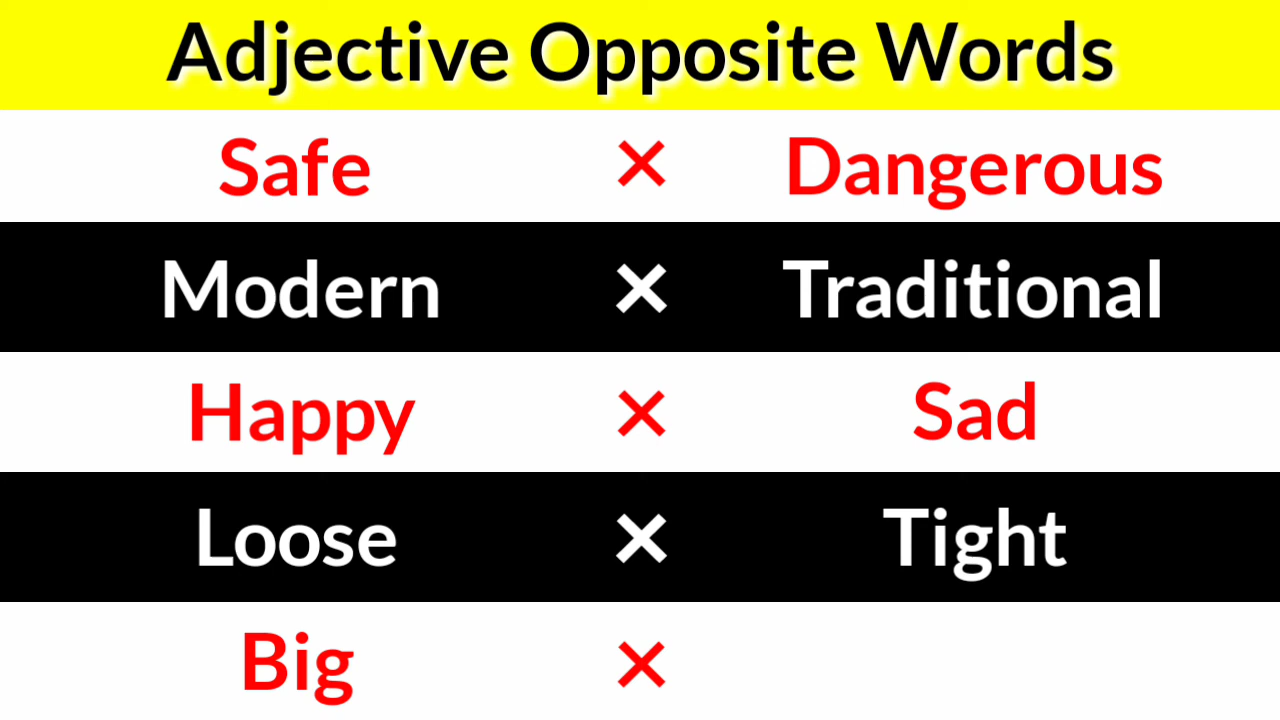 Adjective Opposite Words
Safe × Dangerous
Modern × Traditional
Happy × Sad
Loose × Tight
Big ×